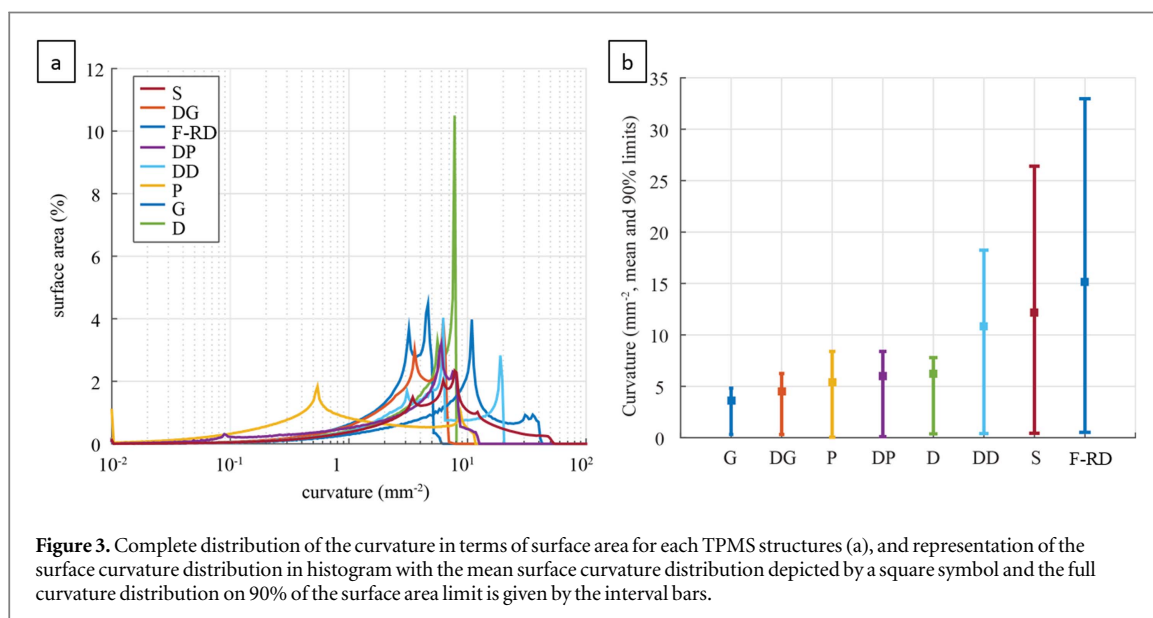 a
12
10
8
6
4
2
0
surface area (%)
S
DG
F-RD
DP
DD
P
G
D
10-2
10-1
1
101
102
curvature (mm-2)
b
35
30
25
20
15
10
5
0
Curvature (mm-2, mean and 90% limits)
G
DG
P
DP
D
DD
S
F-RD
Figure 3. Complete distribution of the curvature in terms of surface area for each TPMS structures (a), and representation of the
surface curvature distribution in histogram with the mean surface curvature distribution depicted by a square symbol and the full
curvature distribution on 90% of the surface area limit is given by the interval bars.